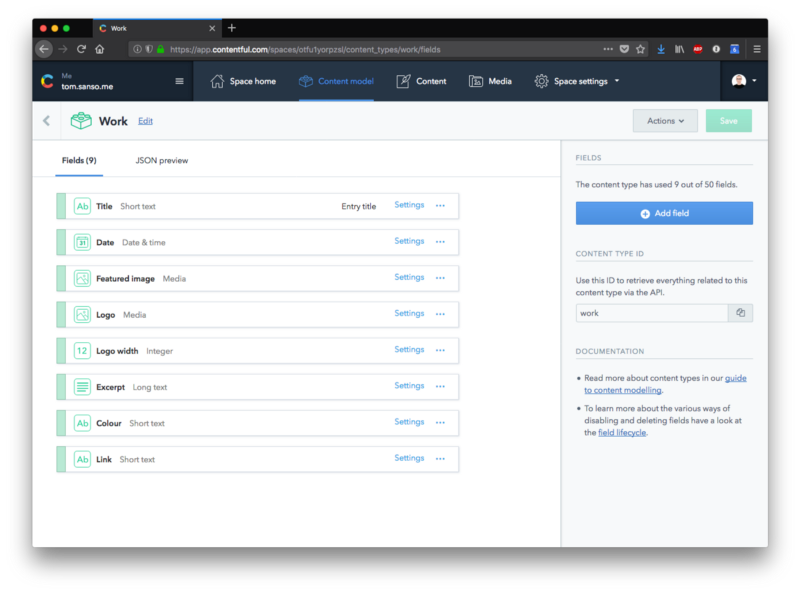 Work
https://app.contentful.com/spaces/otfu1yorpzsl/content_types/work/fields
ABP
Me
tom.sanso.me
Space home
Content model
Content
Media
Space settings
Work
Edit
Actions
Save
Fields (9)
JSON preview
Ab Title Short text Entry title Settings
31 Date Date & time Settings
Featured image Media Settings
Logo Media Settings
12 Logo width Integer Settings
Excerpt Long text Settings
Ab Colour Short text Settings
Ab Link Short text Settings
FIELDS
The content type has used 9 out of 50 fields.
Add field
CONTENT TYPE ID
Use this ID to retrieve everything related to this
content type via the API.
work
DOCUMENTATION
Read more about content types in our guide
to content modelling.
To learn more about the various ways of
disabling and deleting fields have a look at
the field lifecycle.